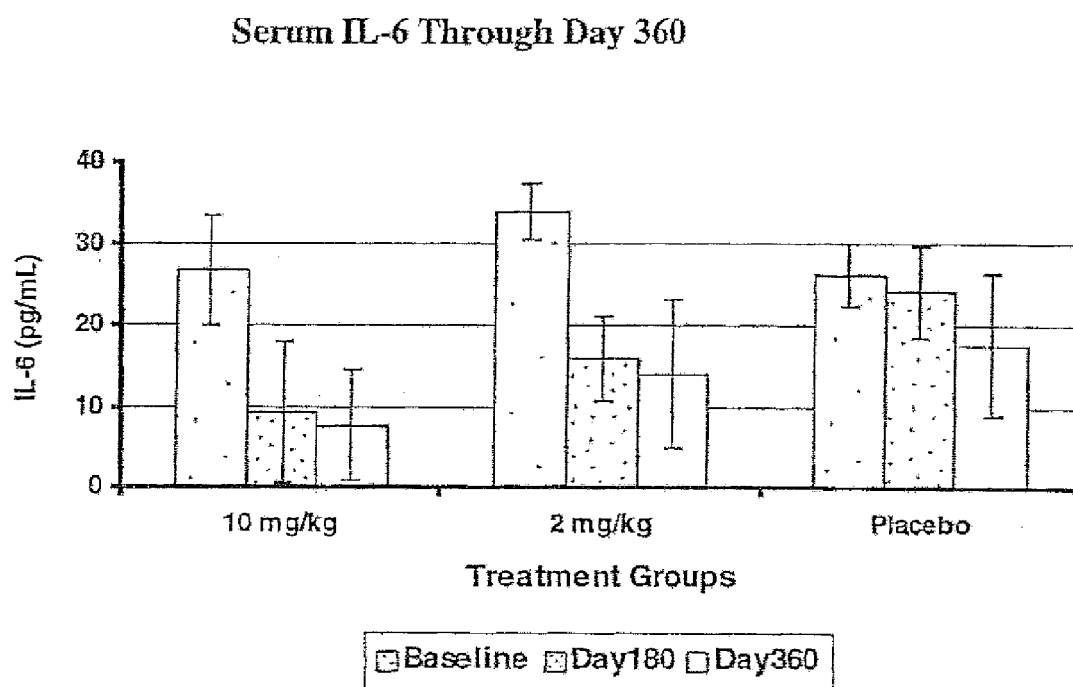 Serum IL-6 Through Day 360
IL-6 (pg/mL)
40
30
20
10
0
10 mg/kg 2 mg/kg Placebo
Treatment Groups
Baseline Day180 Day360